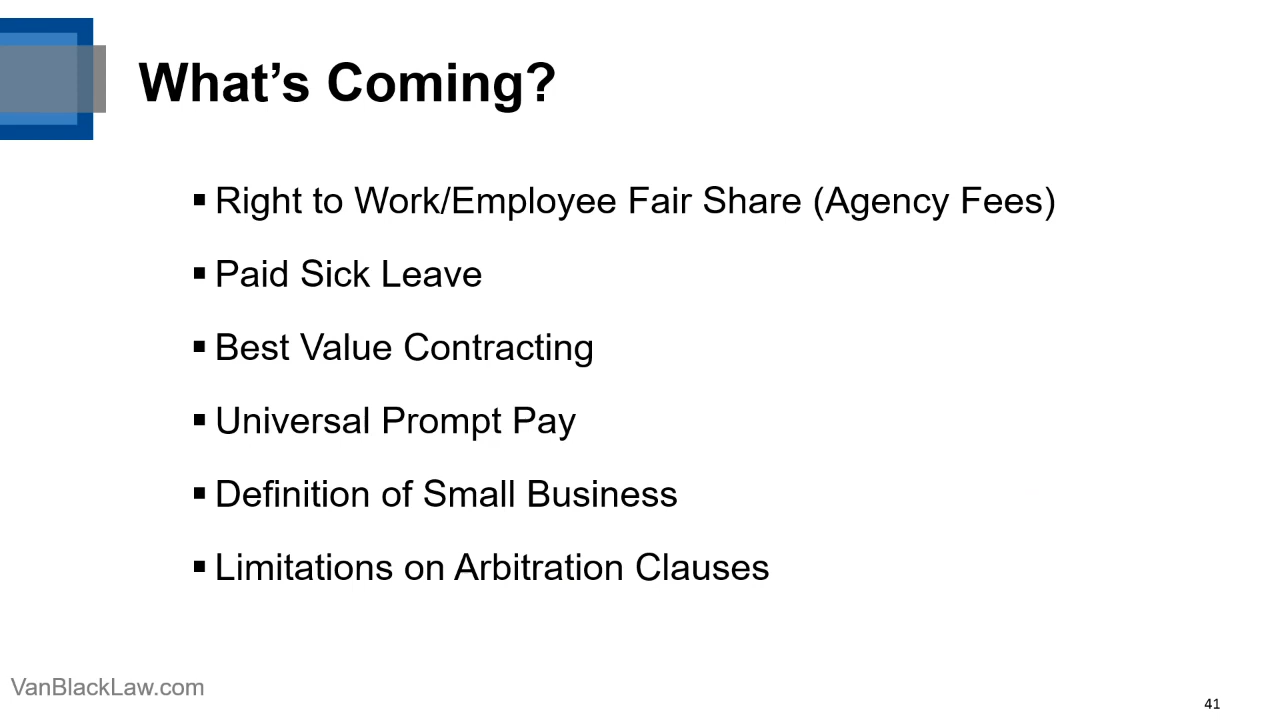 What’s Coming?
▪ Right to Work/Employee Fair Share (Agency Fees)
▪ Paid Sick Leave
▪ Best Value Contracting
▪ Universal Prompt Pay
▪ Definition of Small Business
▪ Limitations on Arbitration Clauses
VanBlackLaw.com
41